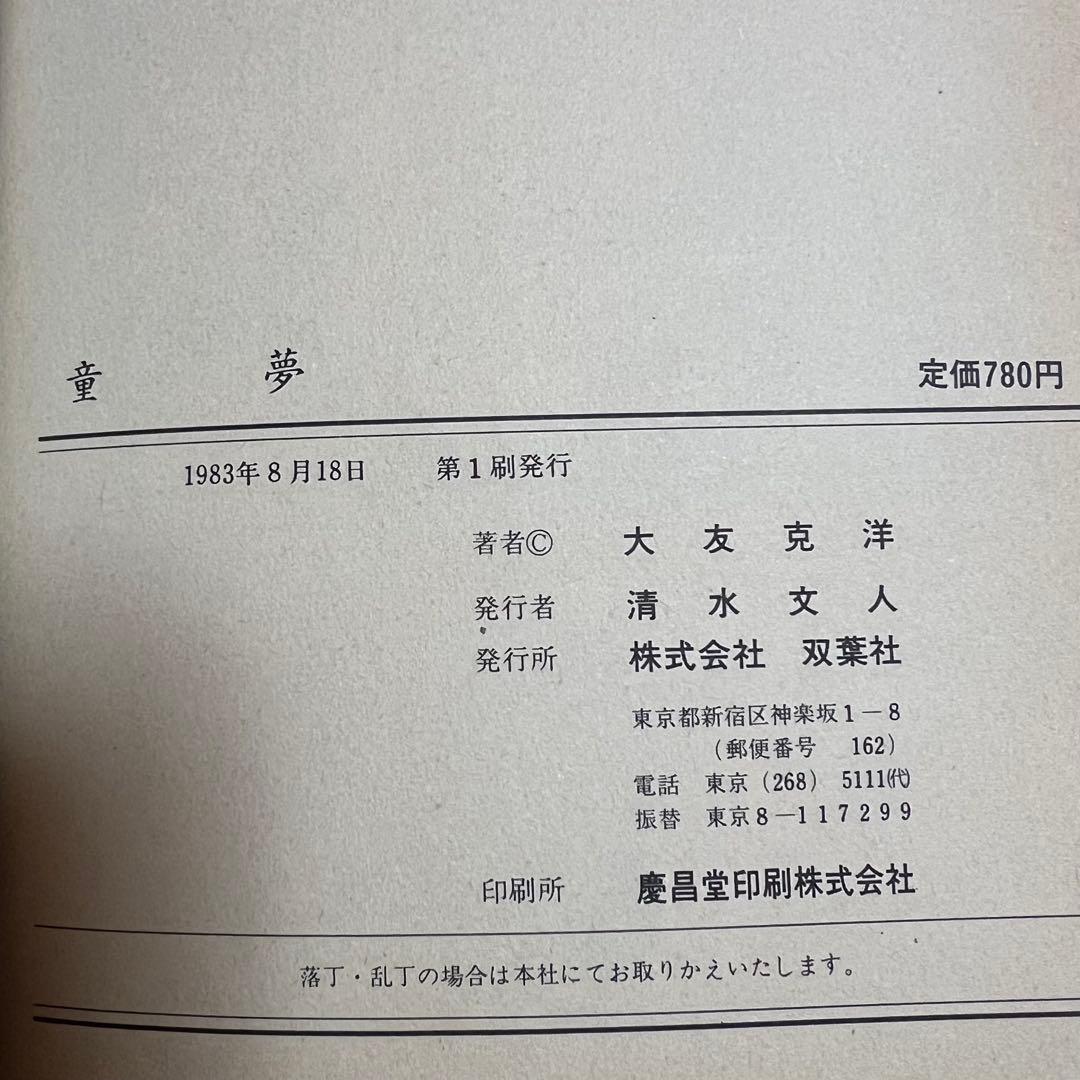 童夢 定価780円
1983年8月18日 第1刷発行
著者© 大友克洋
発行者 清水文人
発行所 株式会社 双葉社
東京都新宿区神楽坂1-8
(郵便番号 162)
電話 東京(268) 5111㈹
振替 東京8-117299
印刷所 慶昌堂印刷株式会社
落丁・乱丁の場合は本社にてお取りかえいたします。